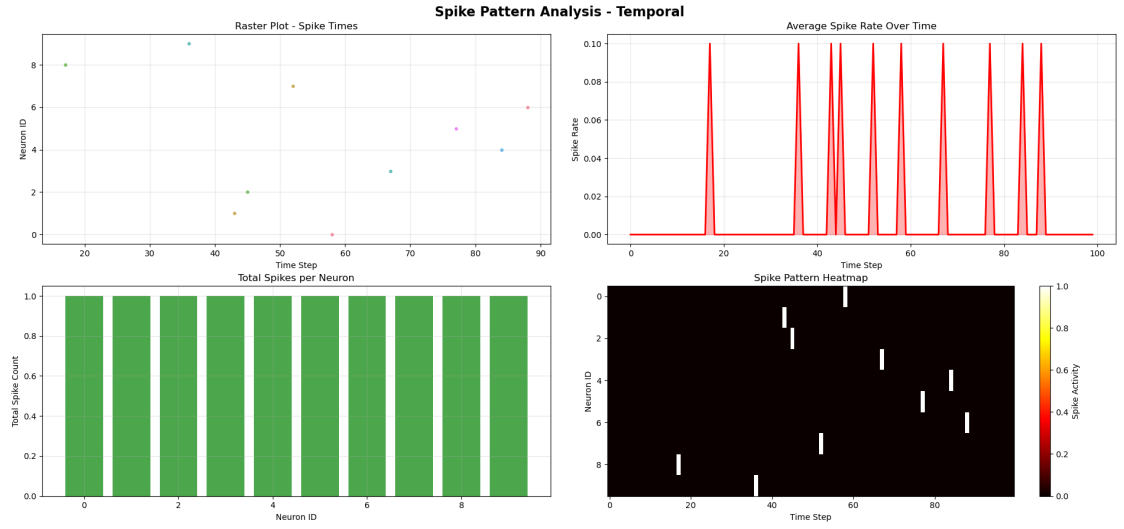 Spike Pattern Analysis - Temporal
Raster Plot - Spike Times
Neuron ID
8
6
4
2
0
20 30 40 50 60 70 80 90
Time Step
Average Spike Rate Over Time
Spike Rate
0.10
0.08
0.06
0.04
0.02
0.00
0 20 40 60 80 100
Time Step
Total Spikes per Neuron
Total Spike Count
1.0
0.8
0.6
0.4
0.2
0.0
0 2 4 6 8
Neuron ID
Spike Pattern Heatmap
Neuron ID
0
2
4
6
8
0 20 40 60 80
Time Step
1.0
0.8
0.6
0.4
0.2
0.0
Spike Activity